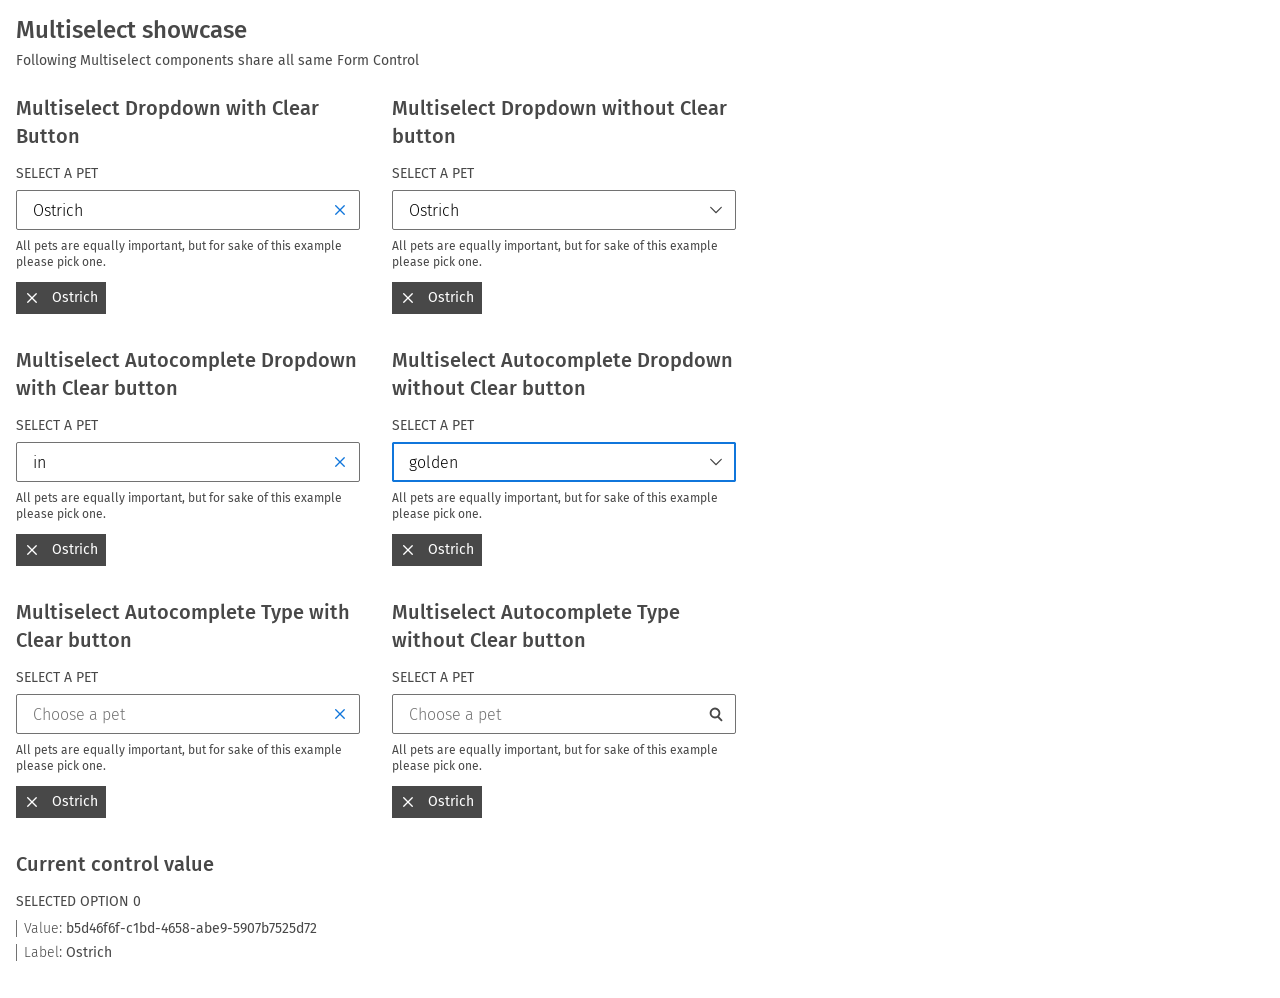 Multiselect showcase
Following Multiselect components share all same Form Control
Multiselect Dropdown with Clear
Button
SELECT A PET
Ostrich
All pets are equally important, but for sake of this example
please pick one.
Ostrich
Multiselect Dropdown without Clear
button
SELECT A PET
Ostrich
All pets are equally important, but for sake of this example
please pick one.
Ostrich
Multiselect Autocomplete Dropdown
with Clear button
SELECT A PET
in
All pets are equally important, but for sake of this example
please pick one.
Ostrich
Multiselect Autocomplete Dropdown
without Clear button
SELECT A PET
golden
All pets are equally important, but for sake of this example
please pick one.
Ostrich
Multiselect Autocomplete Type with
Clear button
SELECT A PET
Choose a pet
All pets are equally important, but for sake of this example
please pick one.
Ostrich
Multiselect Autocomplete Type
without Clear button
SELECT A PET
Choose a pet
All pets are equally important, but for sake of this example
please pick one.
Ostrich
Current control value
SELECTED OPTION 0
Value: b5d46f6f-c1bd-4658-abe9-5907b7525d72
Label: Ostrich